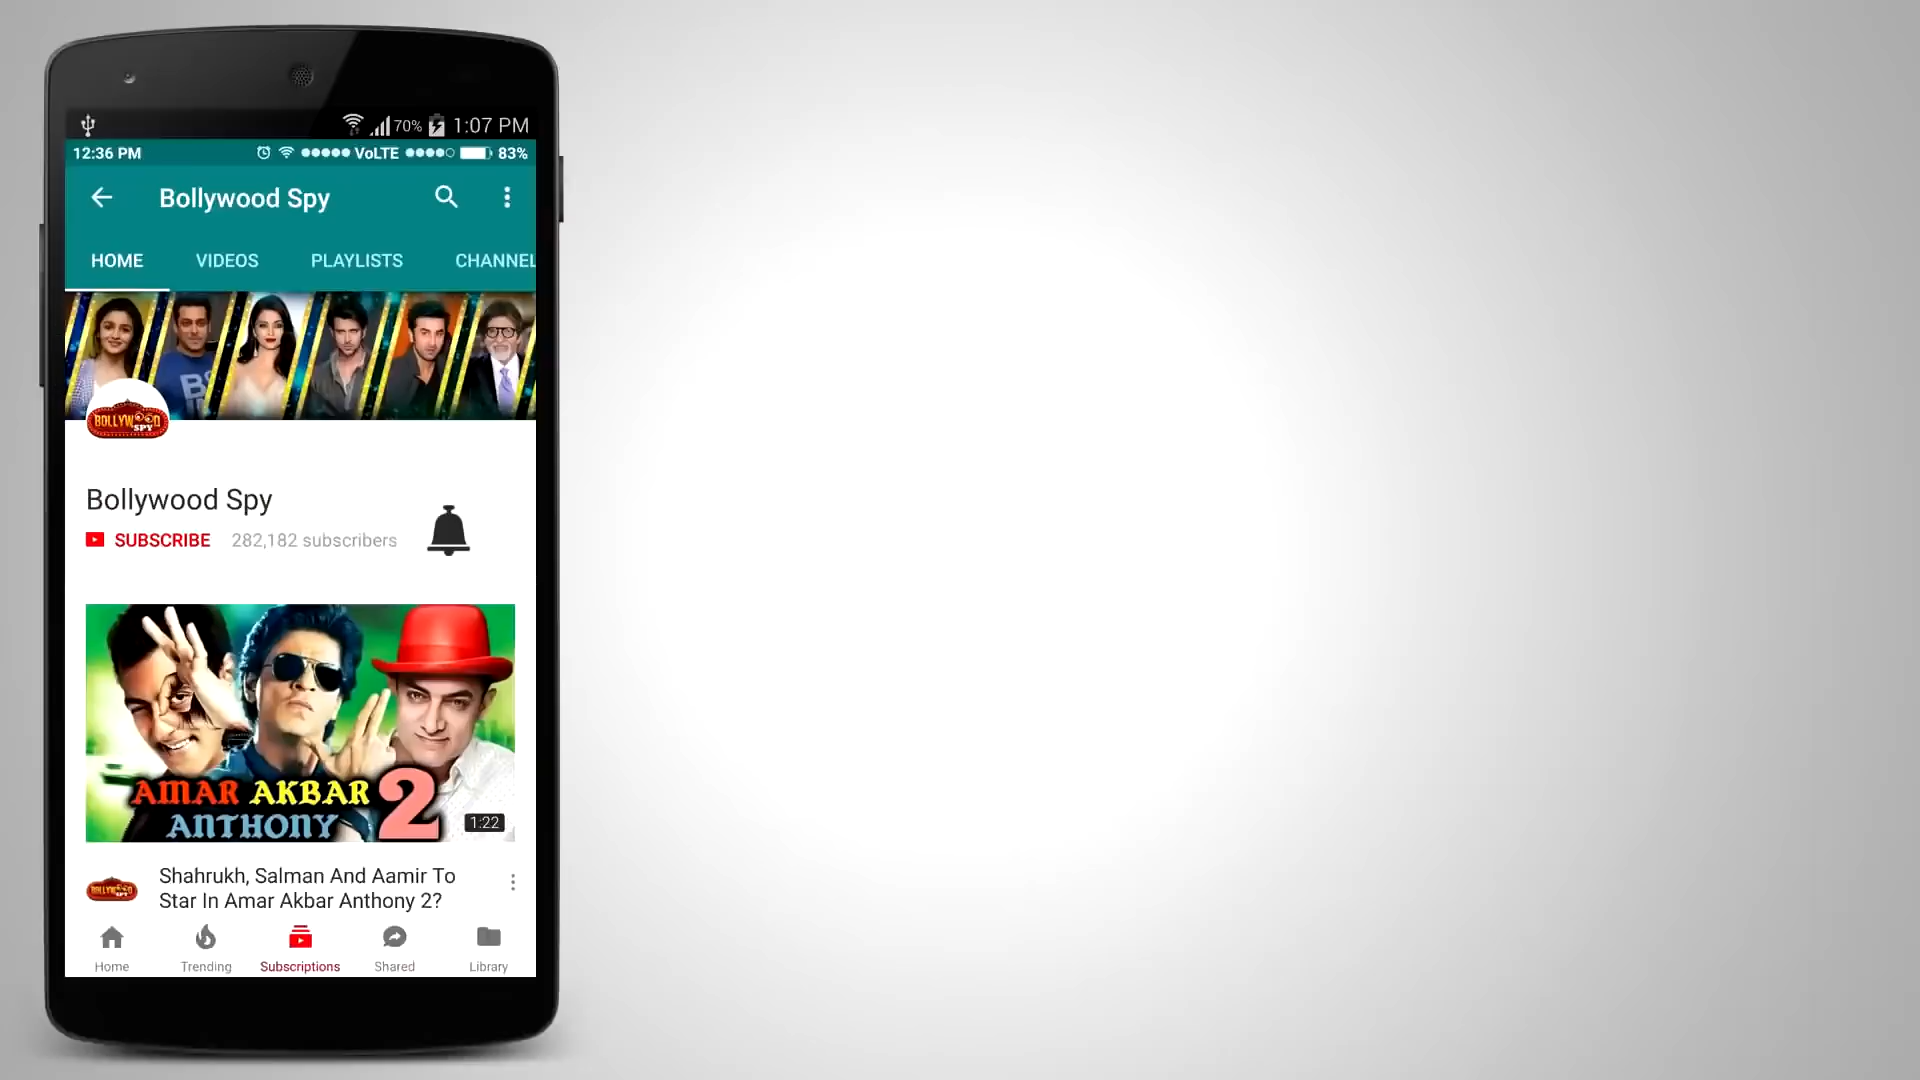 70% 1:07 PM
12:36 PM VoLTE 83%
Bollywood Spy
HOME VIDEOS PLAYLISTS CHANNEL
BOLLYWOOD
SPY
Bollywood Spy
SUBSCRIBE 282,182 subscribers
AMAR AKBAR
ANTHONY 2
1:22
BOLLYWOOD
SPY
Shahrukh, Salman And Aamir To
Star In Amar Akbar Anthony 2?
Home Trending Subscriptions Shared Library